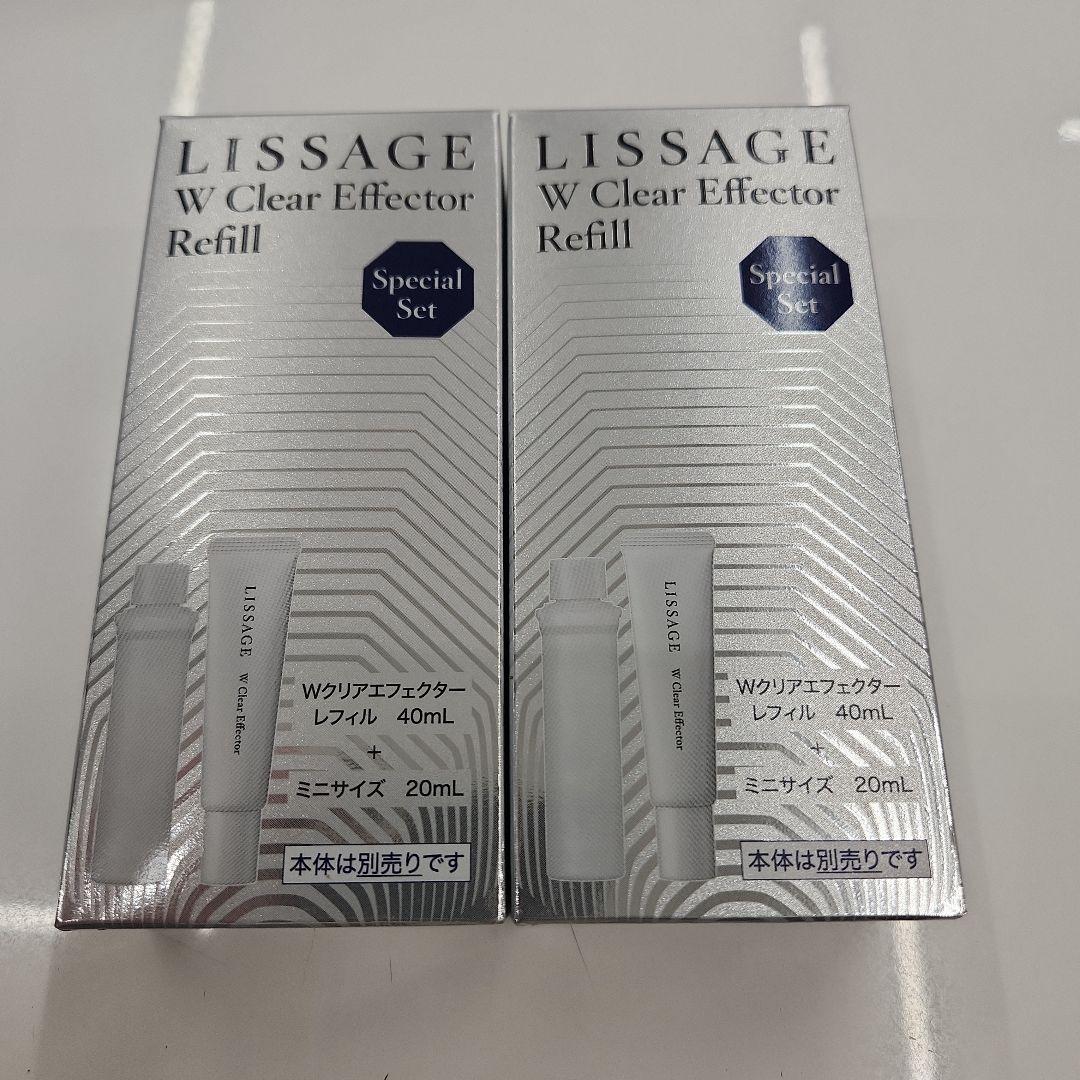 LISSAGE
W Clear Effector
Refill
Special
Set
LISSAGE W Clear Effector
Wクリアエフェクター
レフィル 40mL
+
ミニサイズ 20mL
本体は別売りです
LISSAGE
W Clear Effector
Refill
Special
Set
LISSAGE W Clear Effector
Wクリアエフェクター
レフィル 40mL
+
ミニサイズ 20mL
本体は別売りです